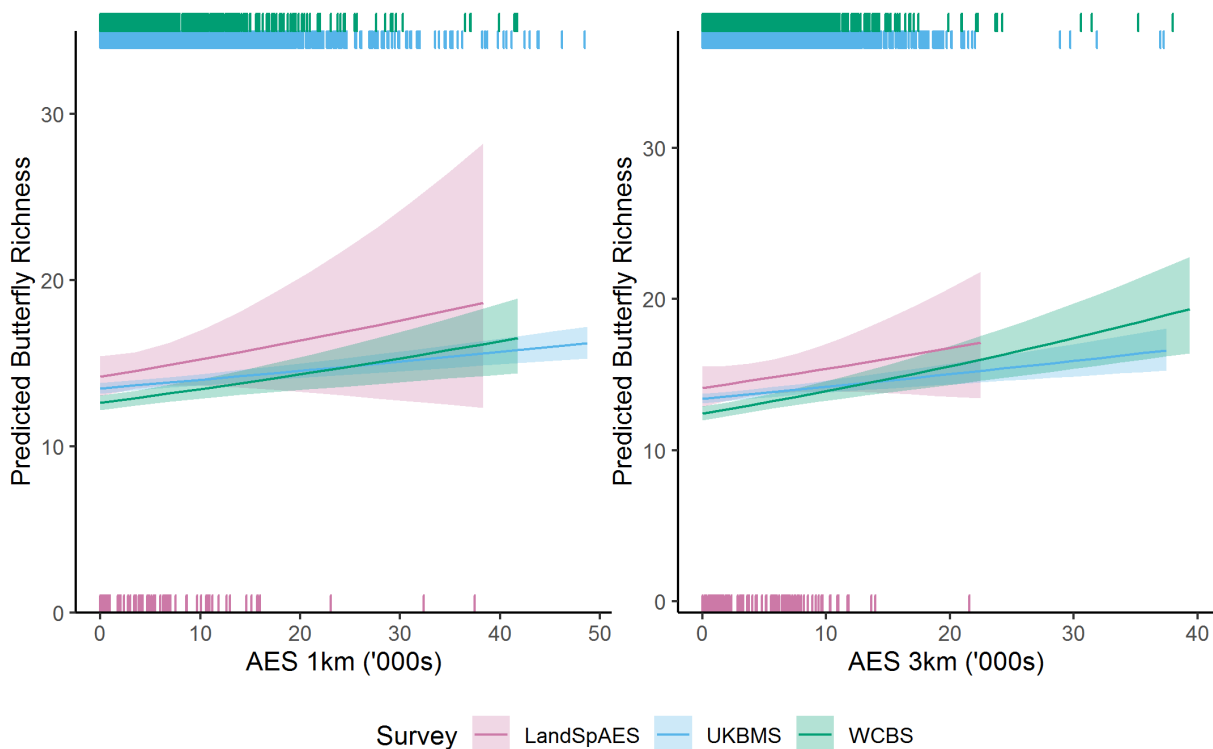 Predicted Butterfly Richness
30
20
10
0
0 10 20 30 40 50
AES 1km ('000s)
Predicted Butterfly Richness
30
20
10
0
0 10 20 30 40
AES 3km ('000s)
Survey LandSpAES UKBMS WCBS